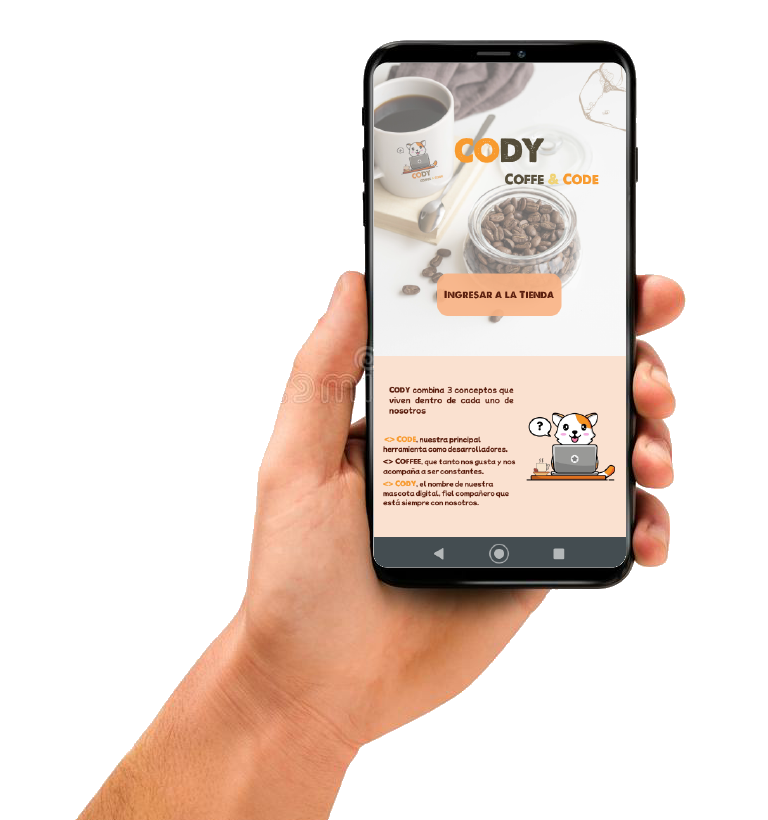 CODY
COFFE & CODE
CODY
INGRESAR A LA TIENDA
CODY combina 3 conceptos que
viven dentro de cada uno de
nosotros
?
<> CODE, nuestra principal
herramienta como desarrolladores.
<> COFFEE, que tanto nos gusta y nos
acompaña a ser constantes.
<> CODY, el nombre de nuestra
mascota digital, fiel compañero que
está siempre con nosotros.